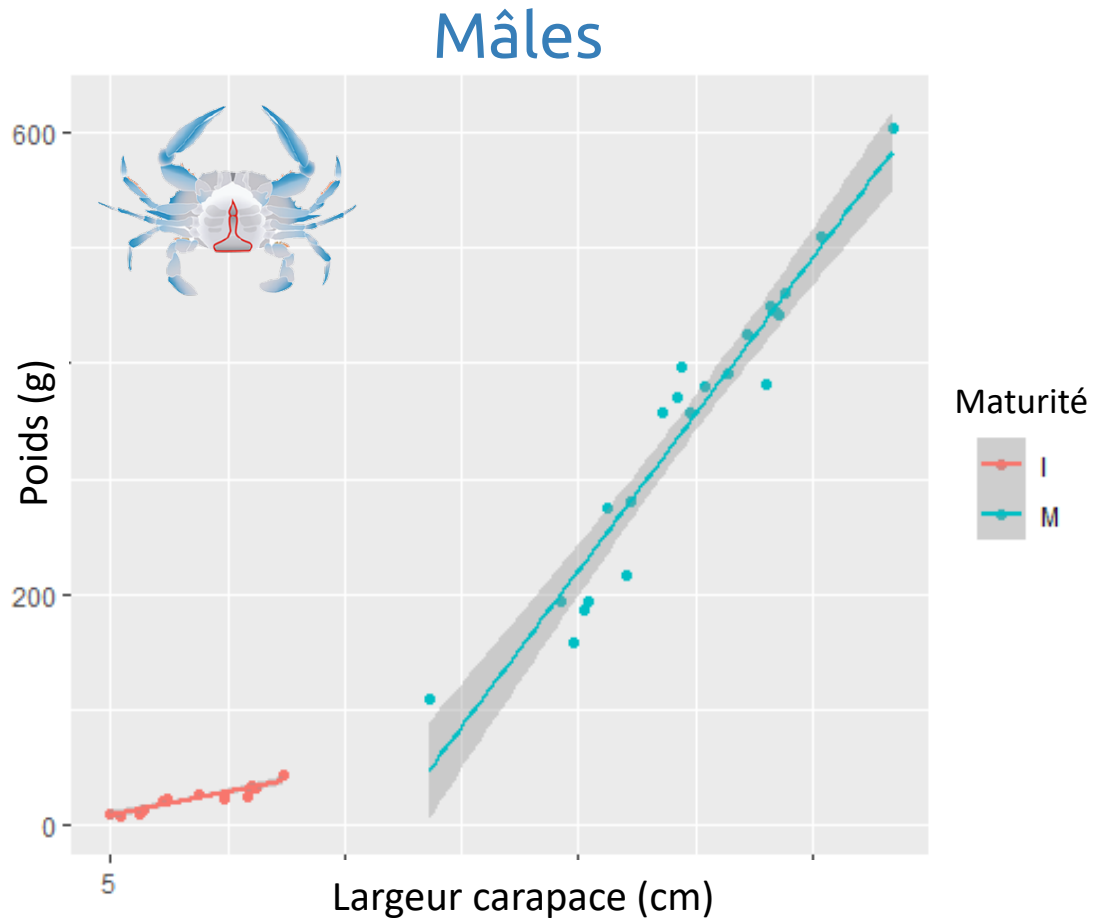 Mâles
600
Poids (g)
200
0
5
Largeur carapace (cm)
Maturité
I
M